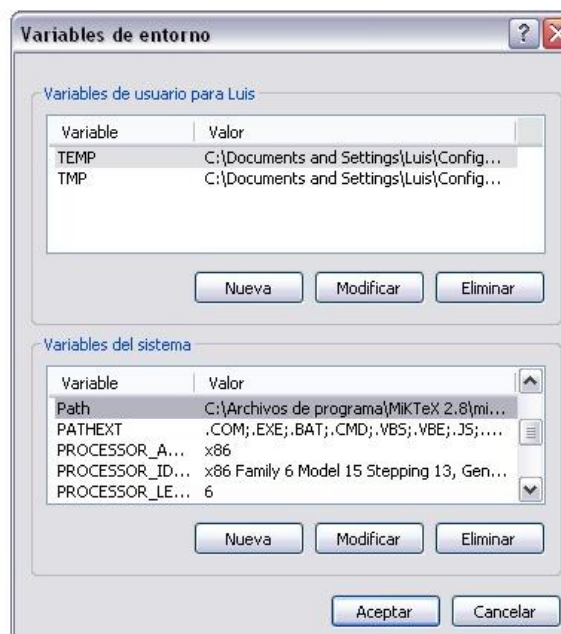 Variables de entorno
Variables de usuario para Luis
Variable Valor
TEMP C:\Documents and Settings\Luis\Config...
TMP C:\Documents and Settings\Luis\Config...
Nueva Modificar Eliminar
Variables del sistema
Variable Valor
Path C:\Archivos de programa\MiKTeX 2.8\mi...
PATHEXT .COM;.EXE;.BAT;.CMD;.VBS;.VBE;.JS;....
PROCESSOR_A... x86
PROCESSOR_ID... x86 Family 6 Model 15 Stepping 13, Gen...
PROCESSOR_LE... 6
Nueva Modificar Eliminar
Aceptar Cancelar